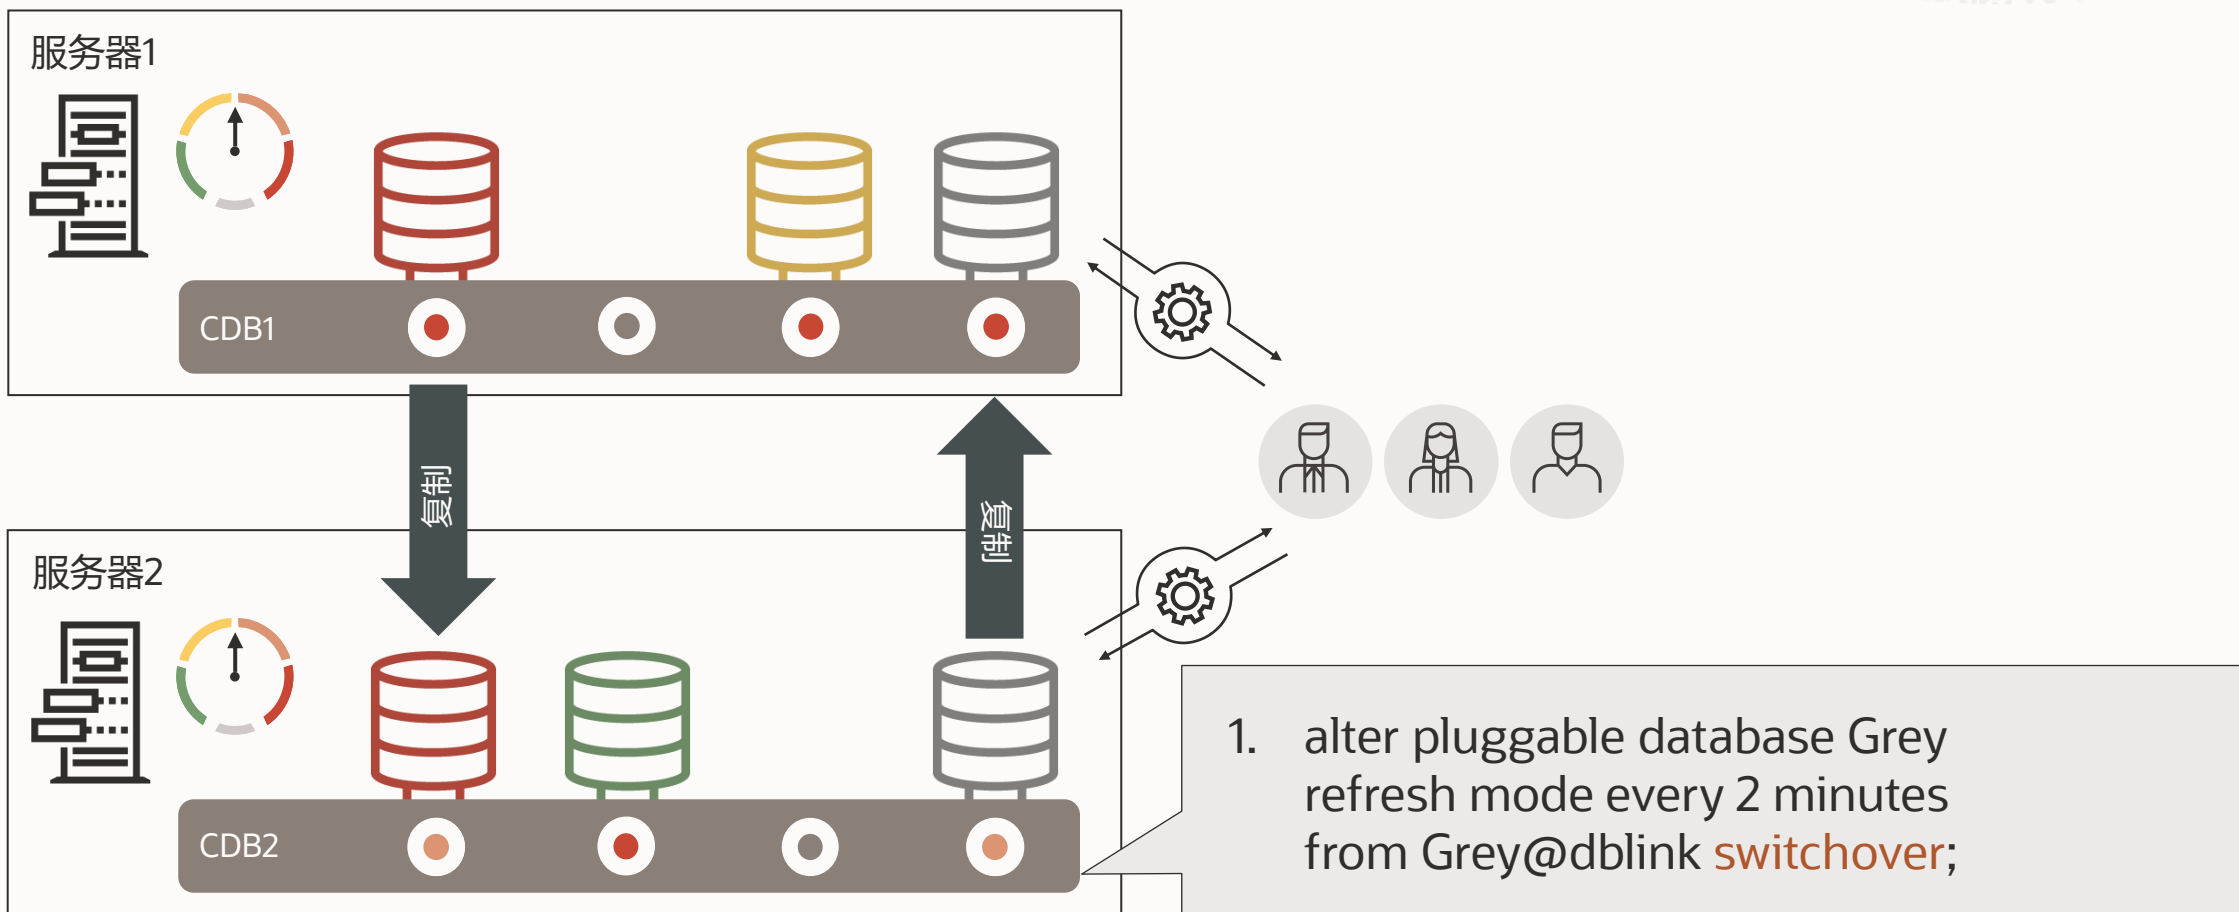 服务器1
CDB1
复制
复制
服务器2
CDB2
1. alter pluggable database Grey
refresh mode every 2 minutes
from Grey@dblink switchover;